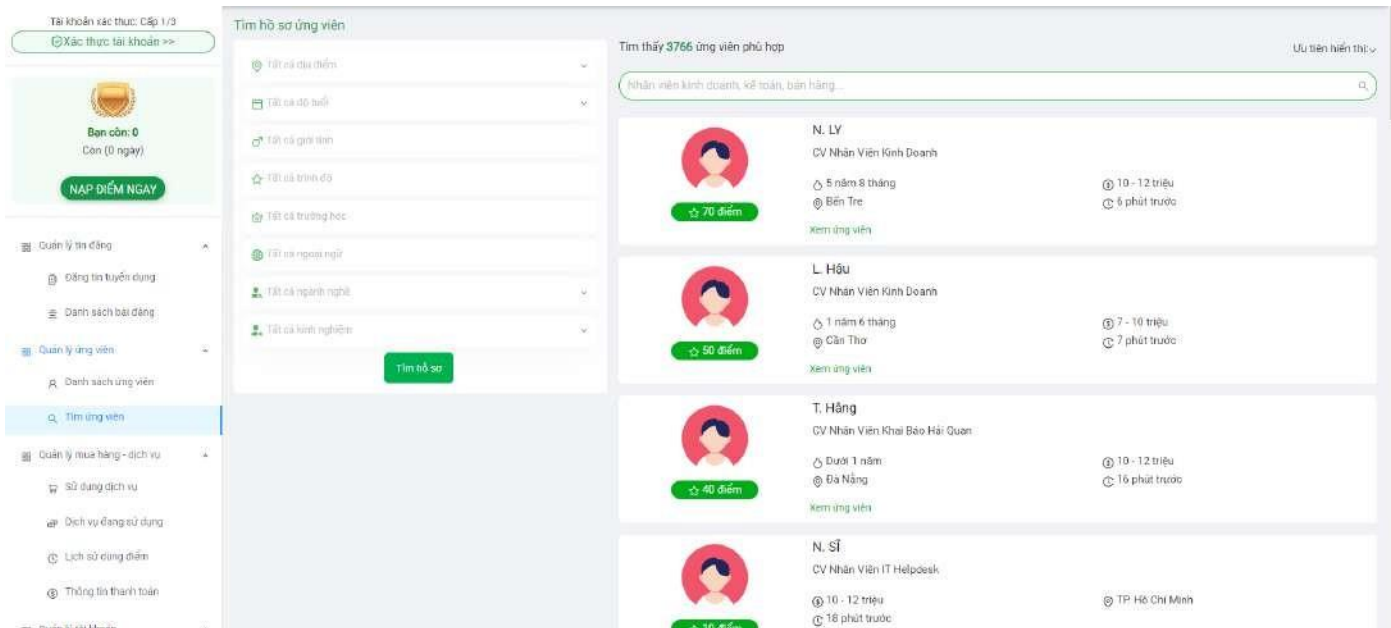 Tài khoản xác thực: Cấp 1/3
Xác thực tài khoản >>
Bạn còn: 0
Còn (0 ngày)
NẠP ĐIỂM NGAY
Quản lý tin đăng
Đăng tin tuyển dụng
Danh sách bài đăng
Quản lý ứng viên
Danh sách ứng viên
Tìm ứng viên
Quản lý mua hàng - dịch vụ
Sử dụng dịch vụ
Dịch vụ đang sử dụng
Lịch sử dùng điểm
Thông tin thanh toán
Tìm hồ sơ ứng viên
Tất cả địa điểm
Tất cả độ tuổi
Tất cả giới tính
Tất cả trình độ
Tất cả trường học
Tất cả ngoại ngữ
Tất cả ngành nghề
Tất cả kinh nghiệm
Tìm hồ sơ
Tìm thấy 3766 ứng viên phù hợp
Ưu tiên hiển thị:
Nhân viên kinh doanh, kế toán, bán hàng...
N. LY
CV Nhân Viên Kinh Doanh
5 năm 8 tháng
10 - 12 triệu
Bến Tre
6 phút trước
70 điểm
Xem ứng viên
L. Hậu
CV Nhân Viên Kinh Doanh
1 năm 6 tháng
7 - 10 triệu
Cần Thơ
7 phút trước
50 điểm
Xem ứng viên
T. Hằng
CV Nhân Viên Khai Báo Hải Quan
Dưới 1 năm
10 - 12 triệu
Đà Nẵng
16 phút trước
40 điểm
Xem ứng viên
N. SĨ
CV Nhân Viên IT Helpdesk
10 - 12 triệu
TP. Hồ Chí Minh
18 phút trước
điểm